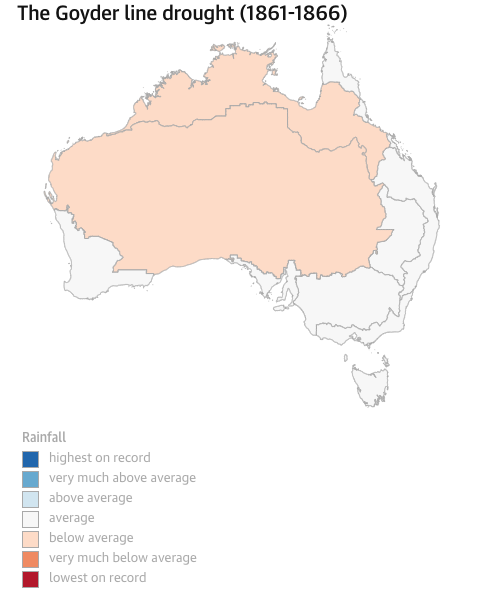 The Goyder line drought (1861-1866)
Rainfall
highest on record
very much above average
above average
average
below average
very much below average
lowest on record